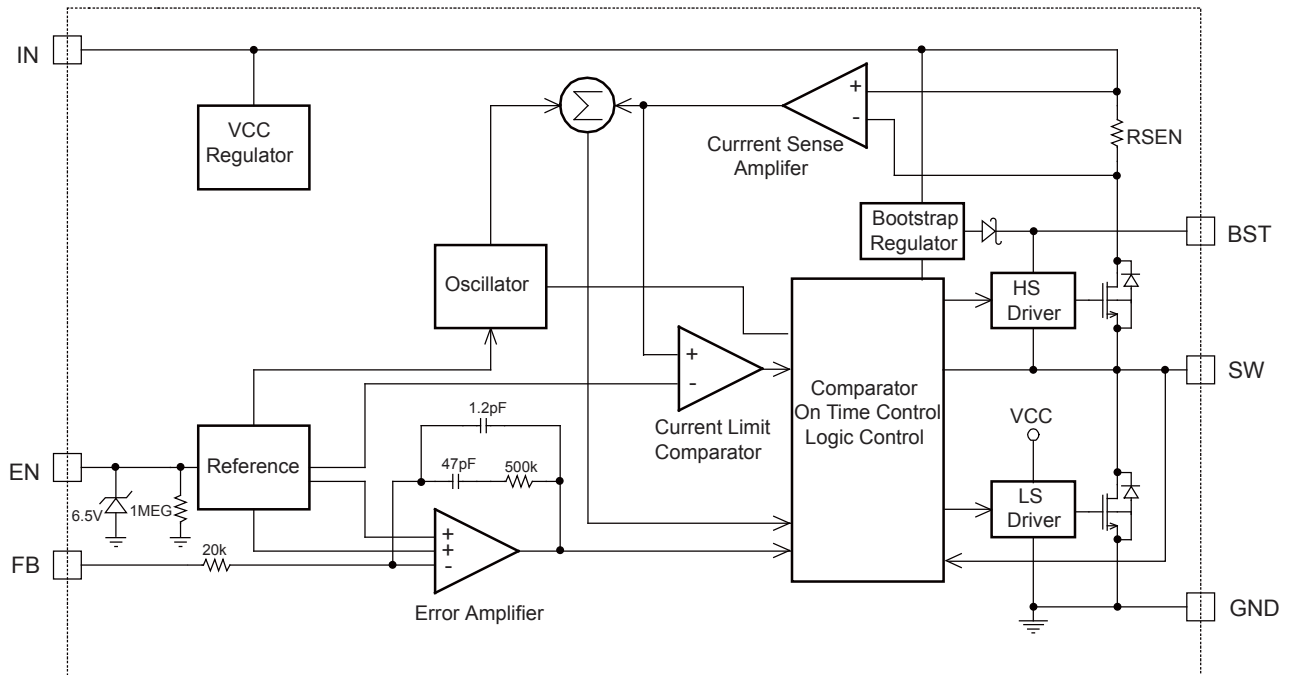 IN
VCC
Regulator
Σ
+
-
Currrent Sense
Amplifer
RSEN
Bootstrap
Regulator
BST
Oscillator
HS
Driver
+
-
Current Limit
Comparator
Comparator
On Time Control
Logic Control
SW
VCC
1.2pF
47pF
500k
EN
Reference
6.5V
1MEG
LS
Driver
FB
20k
+
+
-
Error Amplifier
GND